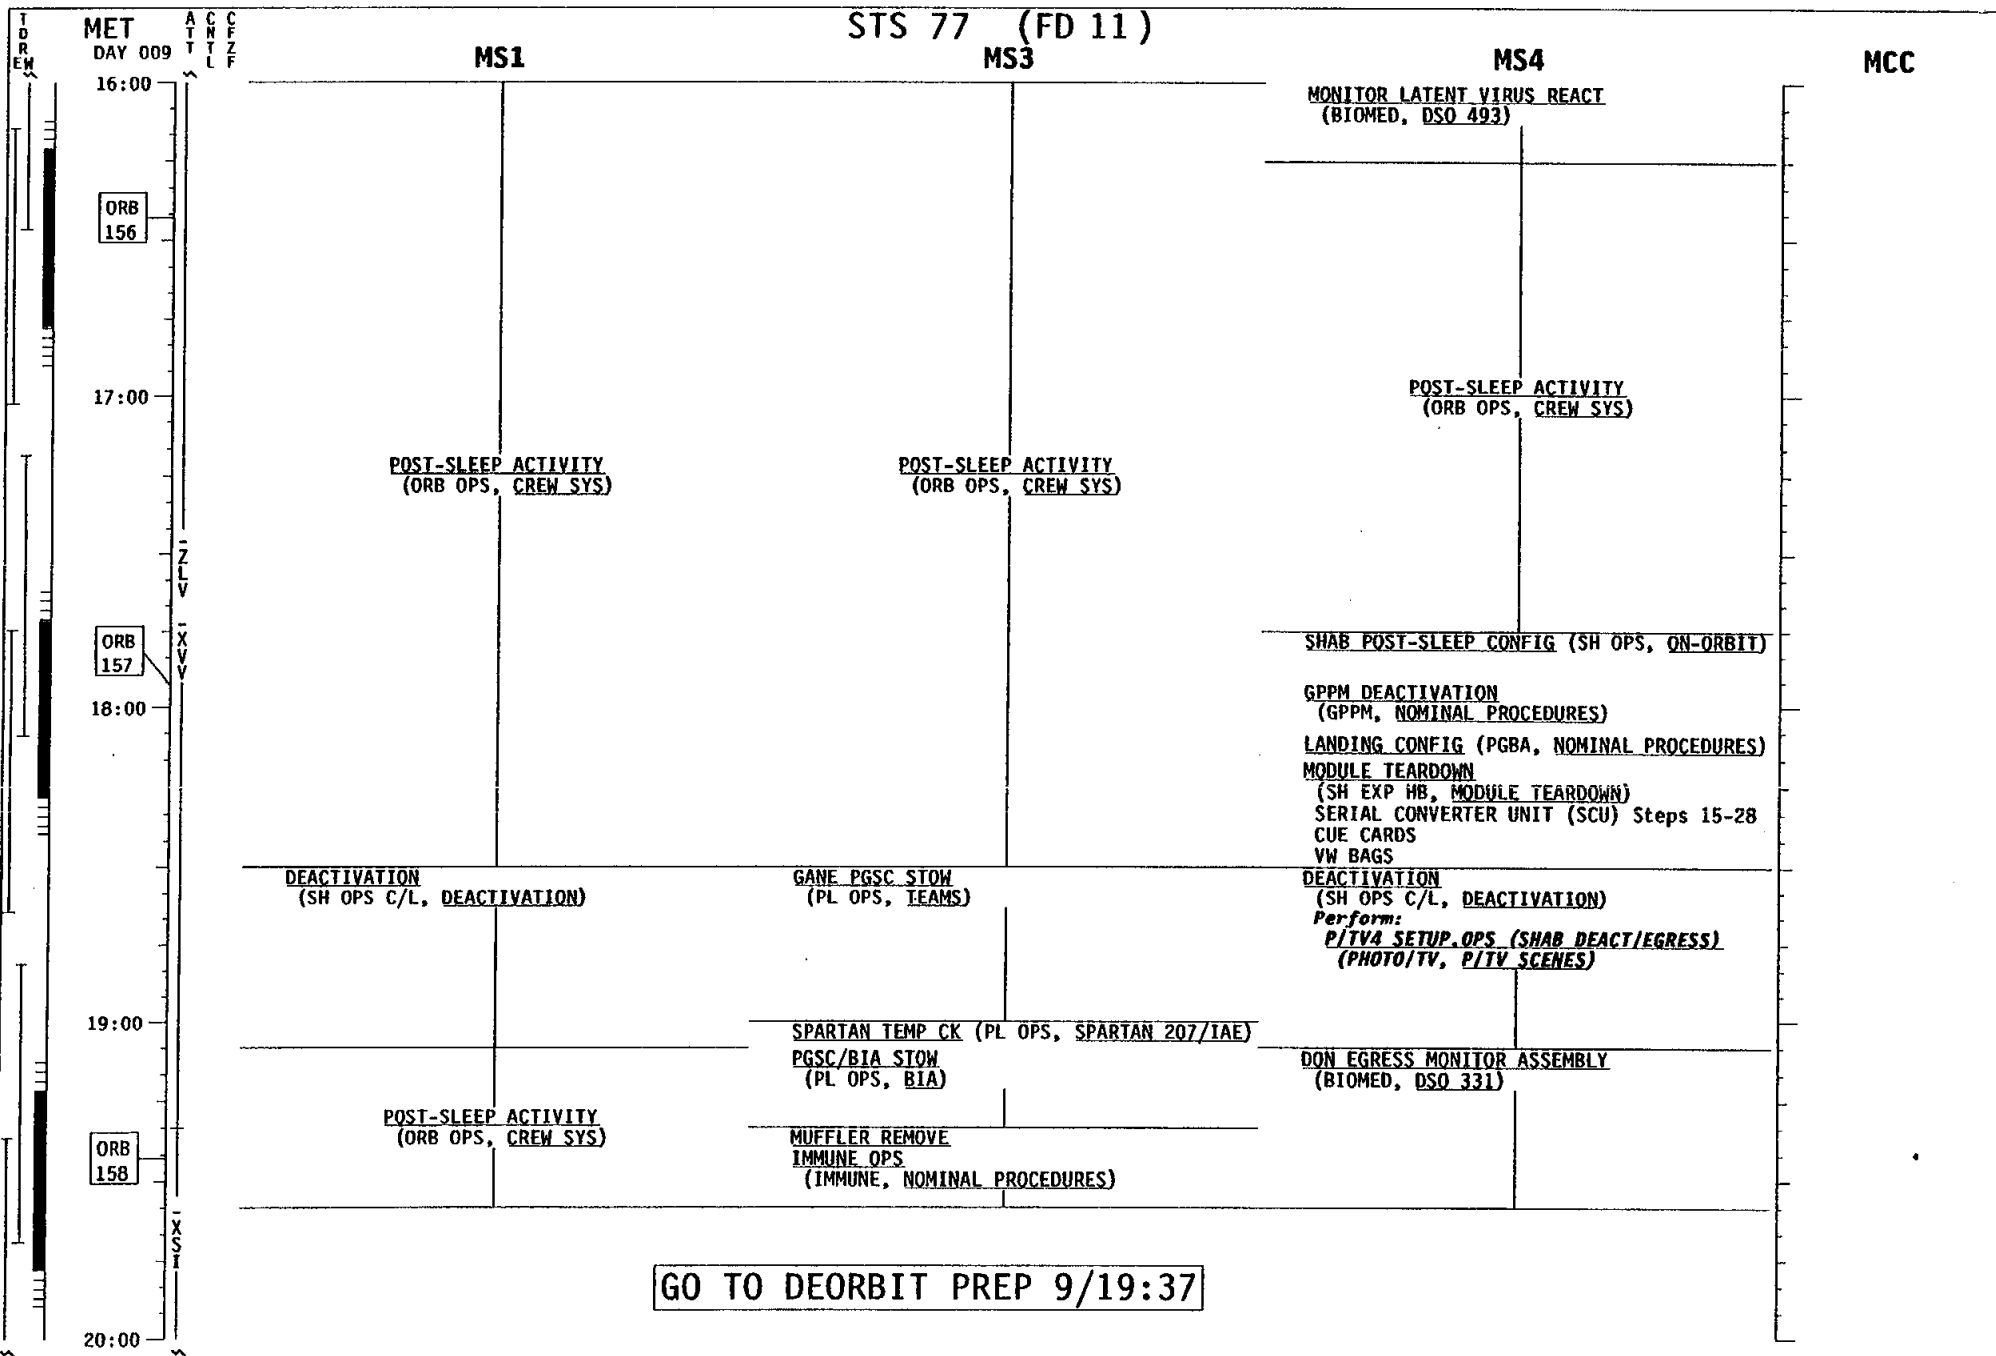 STS 77 (FD 11)
TDRE W
MET
DAY 009
ATT
CNTL
CFZF
MS1
MS3
MS4
MCC
16:00
MONITOR LATENT VIRUS REACT
(BIOMED, DSO 493)
ORB
156
17:00
POST-SLEEP ACTIVITY
(ORB OPS, CREW SYS)
POST-SLEEP ACTIVITY
(ORB OPS, CREW SYS)
POST-SLEEP ACTIVITY
(ORB OPS, CREW SYS)
-ZLV
-XVV
ORB
157
SHAB POST-SLEEP CONFIG (SH OPS, ON-ORBIT)
18:00
GPPM DEACTIVATION
(GPPM, NOMINAL PROCEDURES)
LANDING CONFIG (PGBA, NOMINAL PROCEDURES)
MODULE TEARDOWN
(SH EXP HB, MODULE TEARDOWN)
SERIAL CONVERTER UNIT (SCU) Steps 15-28
CUE CARDS
VW BAGS
DEACTIVATION
(SH OPS C/L, DEACTIVATION)
GANE PGSC STOW
(PL OPS, TEAMS)
DEACTIVATION
(SH OPS C/L, DEACTIVATION)
Perform:
P/TV4 SETUP.OPS (SHAB DEACT/EGRESS)
(PHOTO/TV, P/TV SCENES)
19:00
SPARTAN TEMP CK (PL OPS, SPARTAN 207/IAE)
PGSC/BIA STOW
(PL OPS, BIA)
DON EGRESS MONITOR ASSEMBLY
(BIOMED, DSO 331)
POST-SLEEP ACTIVITY
(ORB OPS, CREW SYS)
MUFFLER REMOVE
IMMUNE OPS
(IMMUNE, NOMINAL PROCEDURES)
ORB
158
-XSI
GO TO DEORBIT PREP 9/19:37
20:00